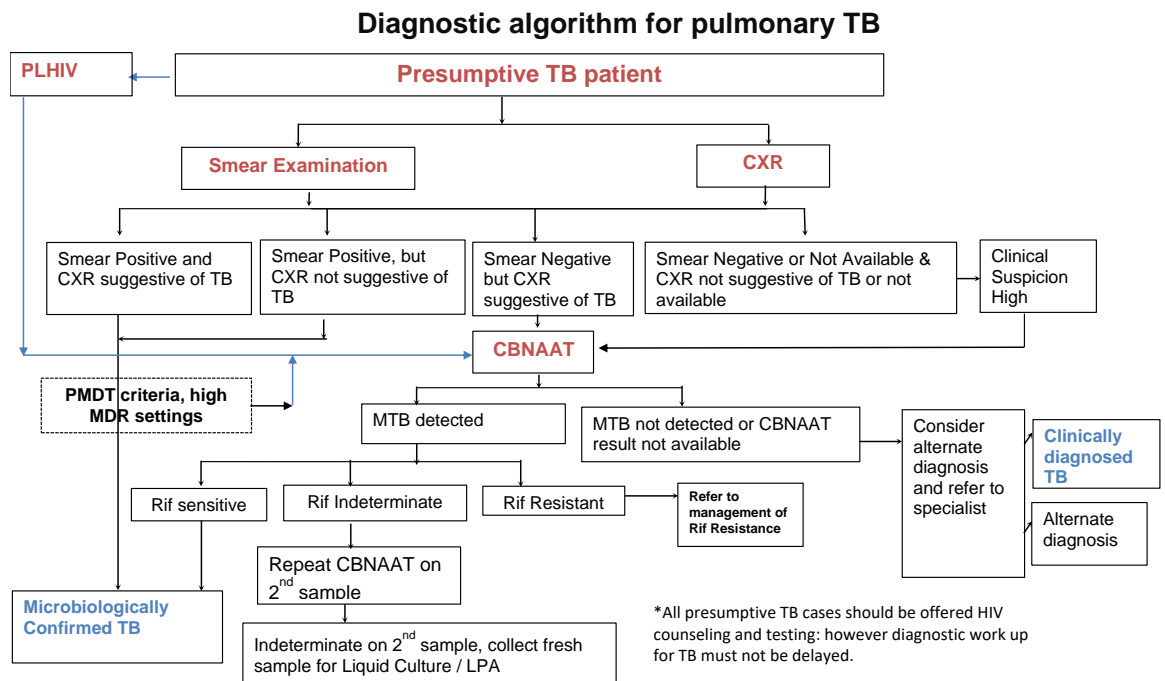 Diagnostic algorithm for pulmonary TB
PLHIV
Presumptive TB patient
Smear Examination
CXR
Smear Positive and
CXR suggestive of TB
Smear Positive, but
CXR not suggestive of
TB
Smear Negative
but CXR
suggestive of TB
Smear Negative or Not Available &
CXR not suggestive of TB or not
available
Clinical
Suspicion
High
CBNAAT
PMDT criteria, high
MDR settings
MTB detected
MTB not detected or CBNAAT
result not available
Consider
alternate
diagnosis
and refer to
specialist
Clinically
diagnosed
TB
Alternate
diagnosis
Rif sensitive
Rif Indeterminate
Rif Resistant
Refer to
management of
Rif Resistance
Repeat CBNAAT on
2nd sample
Microbiologically
Confirmed TB
Indeterminate on 2nd sample, collect fresh
sample for Liquid Culture / LPA
*All presumptive TB cases should be offered HIV
counseling and testing: however diagnostic work up
for TB must not be delayed.